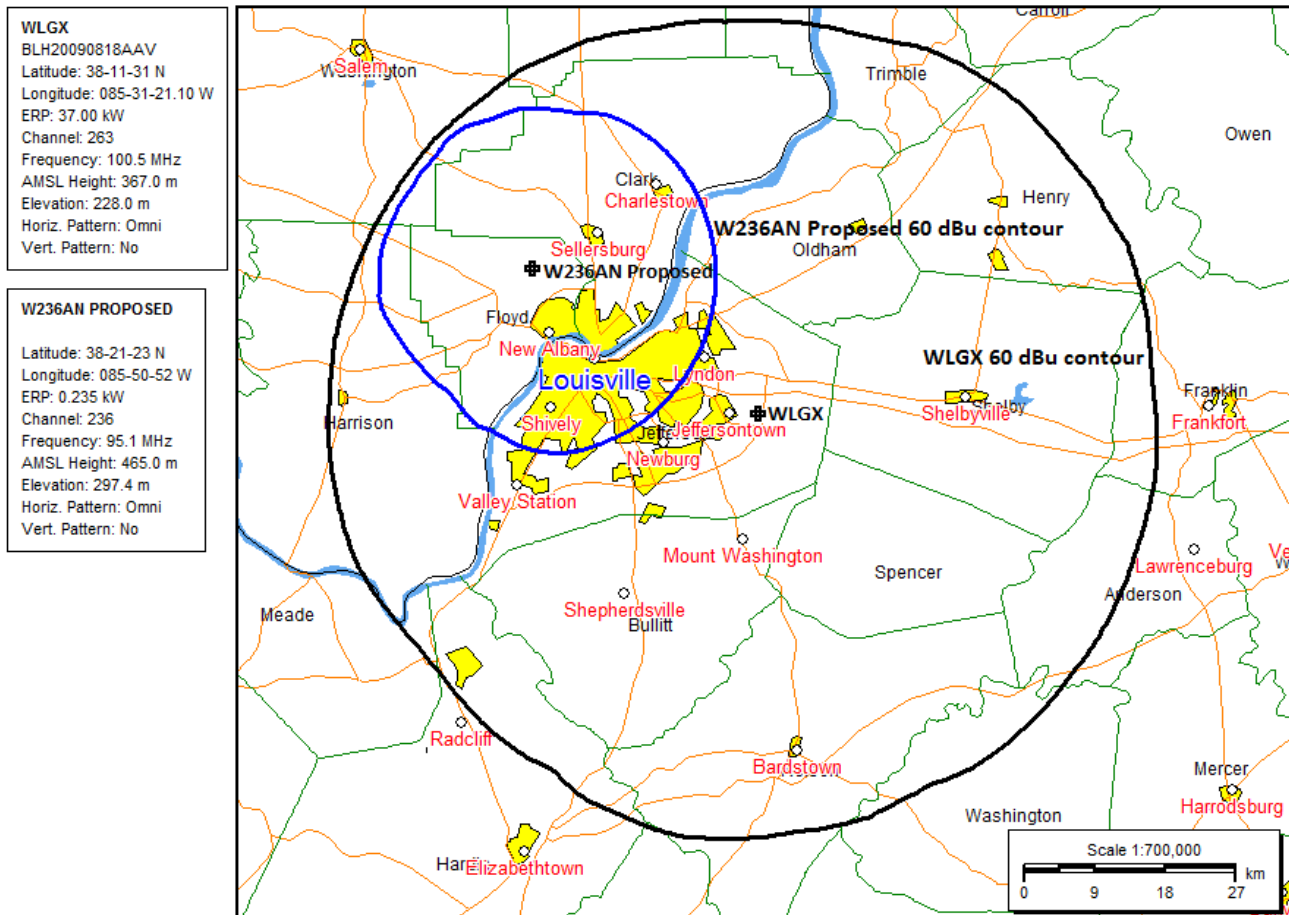 WLGX
BLH20090818AAV
Latitude: 38-11-31 N
Longitude: 085-31-21.10 W
ERP: 37.00 kW
Channel: 263
Frequency: 100.5 MHz
AMSL Height: 367.0 m
Elevation: 228.0 m
Horiz. Pattern: Omni
Vert. Pattern: No
W236AN PROPOSED
Latitude: 38-21-23 N
Longitude: 085-50-52 W
ERP: 0.235 kW
Channel: 236
Frequency: 95.1 MHz
AMSL Height: 465.0 m
Elevation: 297.4 m
Horiz. Pattern: Omni
Vert. Pattern: No
Carroll
Washington
Salem
Trimble
Owen
Clark
Charlestown
Henry
W236AN Proposed 60 dBu contour
Oldham
Sellersburg
W236AN Proposed
Floyd
New Albany
WLGX 60 dBu contour
Louisville
Lyndon
Franklin
Frankfort
Shelby
Shelbyville
Harrison
Shively
WLGX
Jeffersontown
Newburg
Valley Station
Mount Washington
Lawrenceburg
Spencer
Anderson
Meade
Shepherdsville
Bullitt
Radcliff
Bardstown
Mercer
Harrodsburg
Washington
Elizabethtown
Scale 1:700,000
km
0 9 18 27